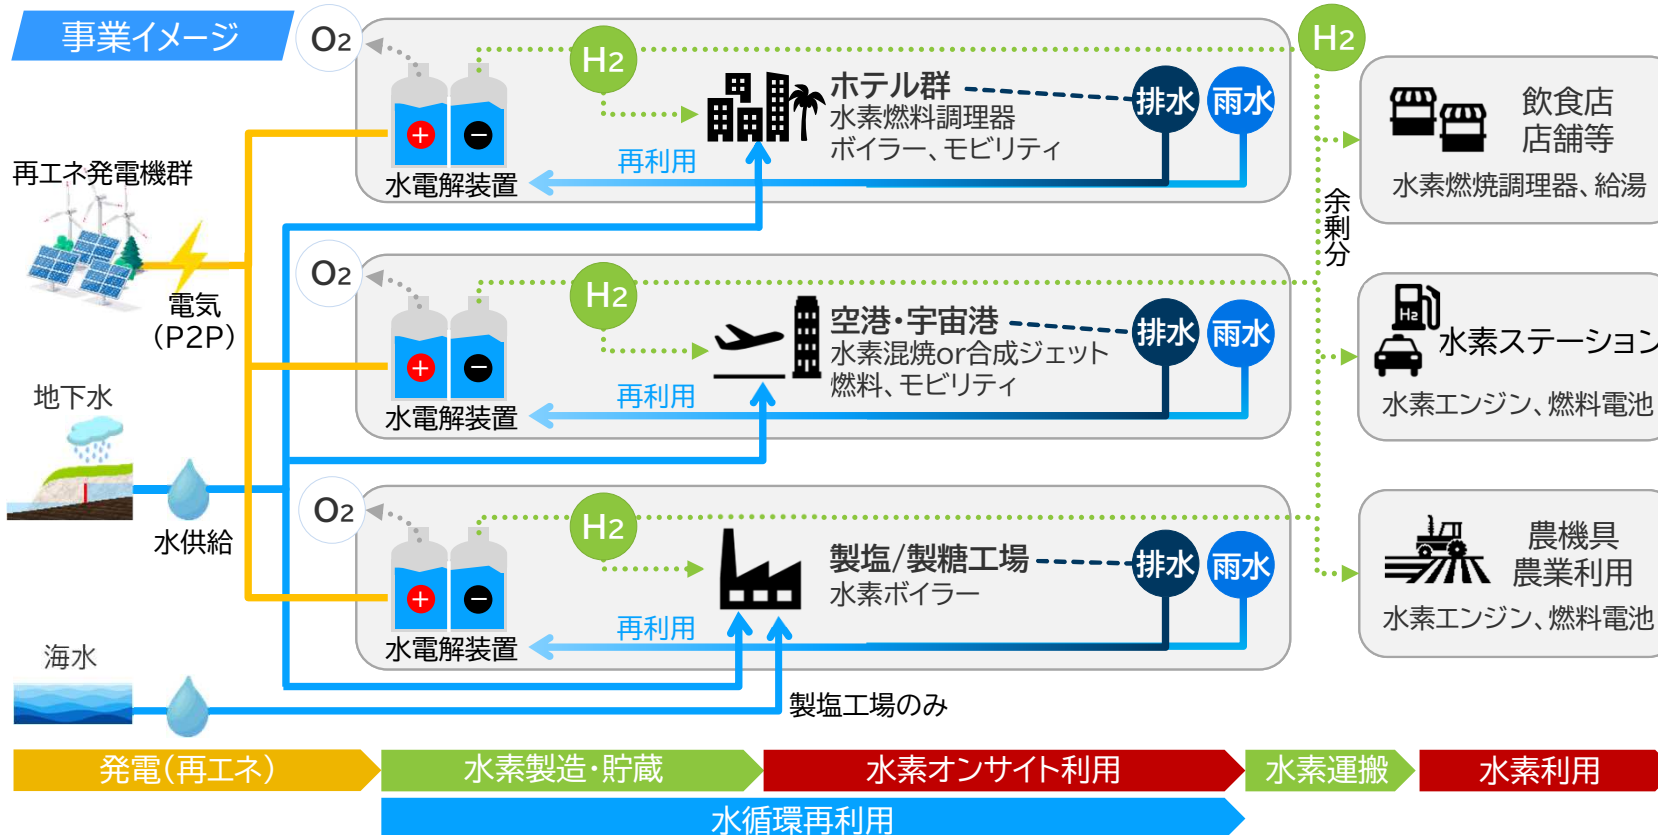 事業イメージ
再エネ発電機群
電気
(P2P)
地下水
水供給
海水
O2
H2
ホテル群
水素燃料調理器
ボイラー、モビリティ
排水
雨水
再利用
水電解装置
O2
H2
空港・宇宙港
水素混焼or合成ジェット
燃料、モビリティ
排水
雨水
再利用
水電解装置
O2
H2
製塩/製糖工場
水素ボイラー
排水
雨水
再利用
水電解装置
製塩工場のみ
H2
余剰分
飲食店
店舗等
水素燃焼調理器、給湯
H2
水素ステーション
水素エンジン、燃料電池
農機具
農業利用
水素エンジン、燃料電池
発電(再エネ)
水素製造・貯蔵
水素オンサイト利用
水素運搬
水素利用
水循環再利用